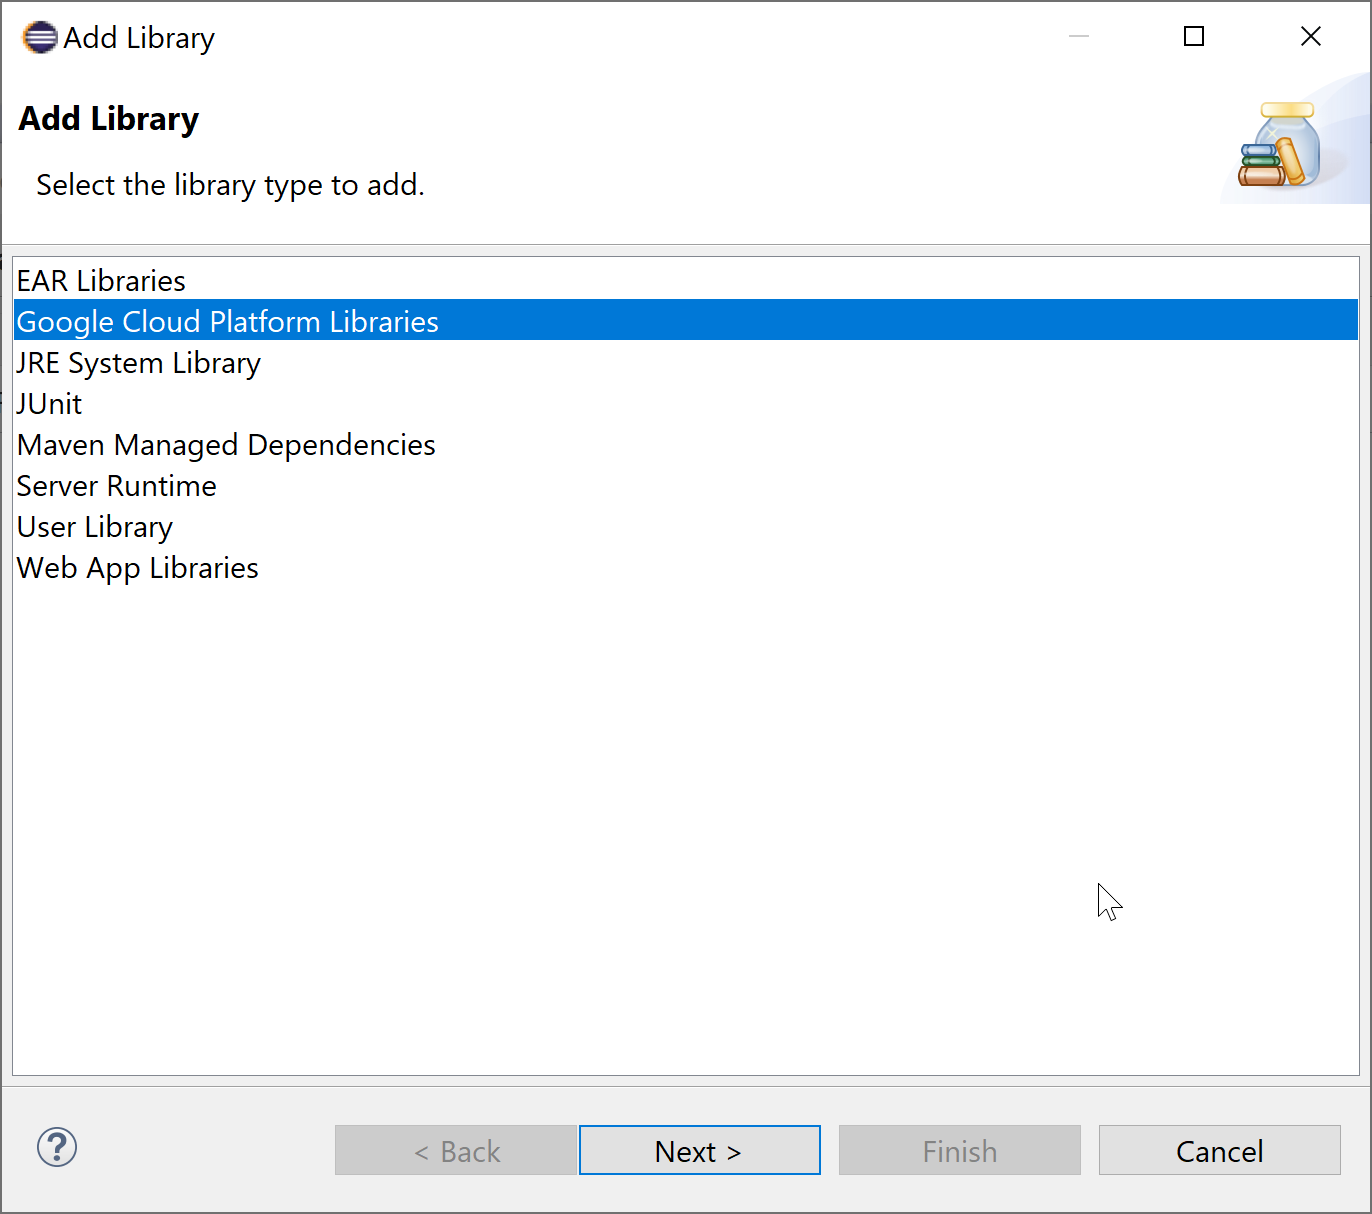 Add Library
Add Library
Select the library type to add.
EAR Libraries
Google Cloud Platform Libraries
JRE System Library
JUnit
Maven Managed Dependencies
Server Runtime
User Library
Web App Libraries
? < Back Next > Finish Cancel